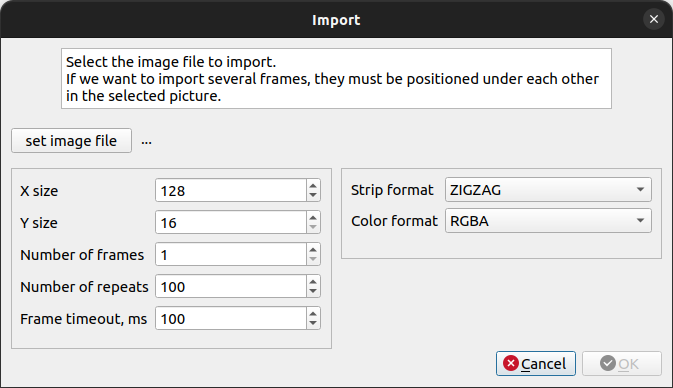 Import
Select the image file to import.
If we want to import several frames, they must be positioned under each other
in the selected picture.
set image file
...
X size
128
Y size
16
Number of frames
1
Number of repeats
100
Frame timeout, ms
100
Strip format
ZIGZAG
Color format
RGBA
Cancel
OK